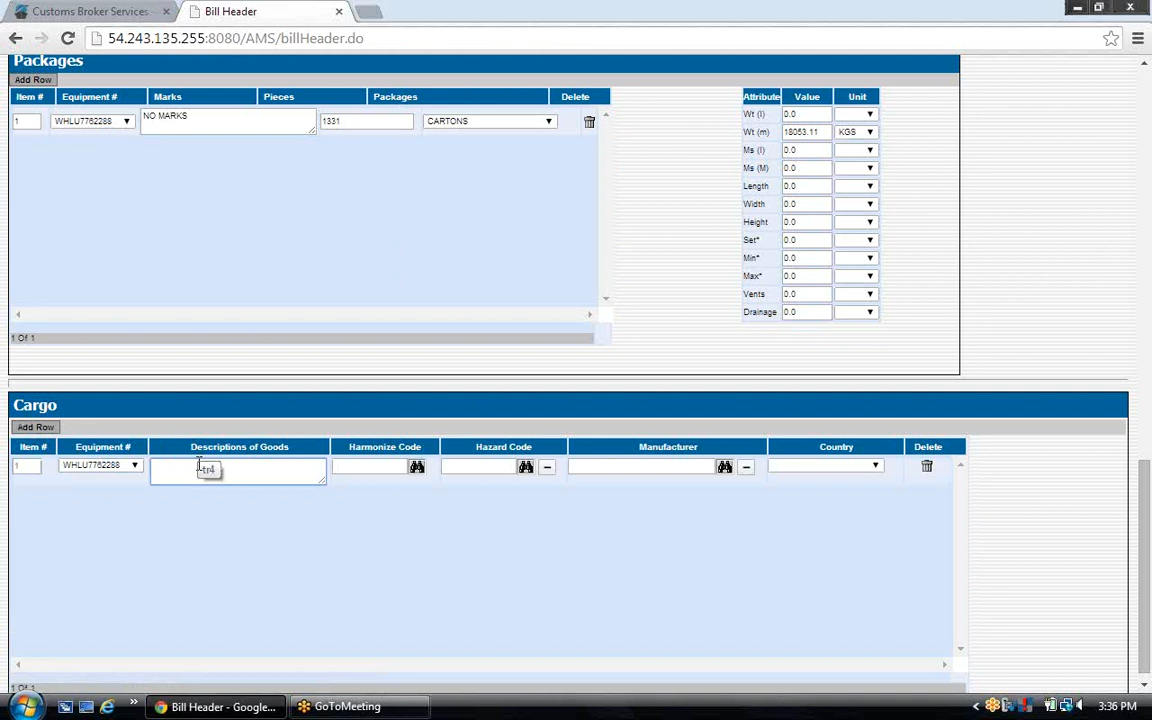 Customs Broker Services
Bill Header
54.243.135.255:8080/AMS/billHeader.do
Packages
Add Row
Item # Equipment # Marks Pieces Packages Delete
1 WHLU7762288 NO MARKS 1331 CARTONS
Attribute Value Unit
Wt (I) 0.0
Wt (m) 18053.11 KGS
Ms (I) 0.0
Ms (M) 0.0
Length 0.0
Width 0.0
Height 0.0
Set* 0.0
Min* 0.0
Max* 0.0
Vents 0.0
Drainage 0.0
1 Of 1
Cargo
Add Row
Item # Equipment # Descriptions of Goods Harmonize Code Hazard Code Manufacturer Country Delete
1 WHLU7762288
tr4
1 Of 1
Bill Header - Google...
GoToMeeting
3:36 PM